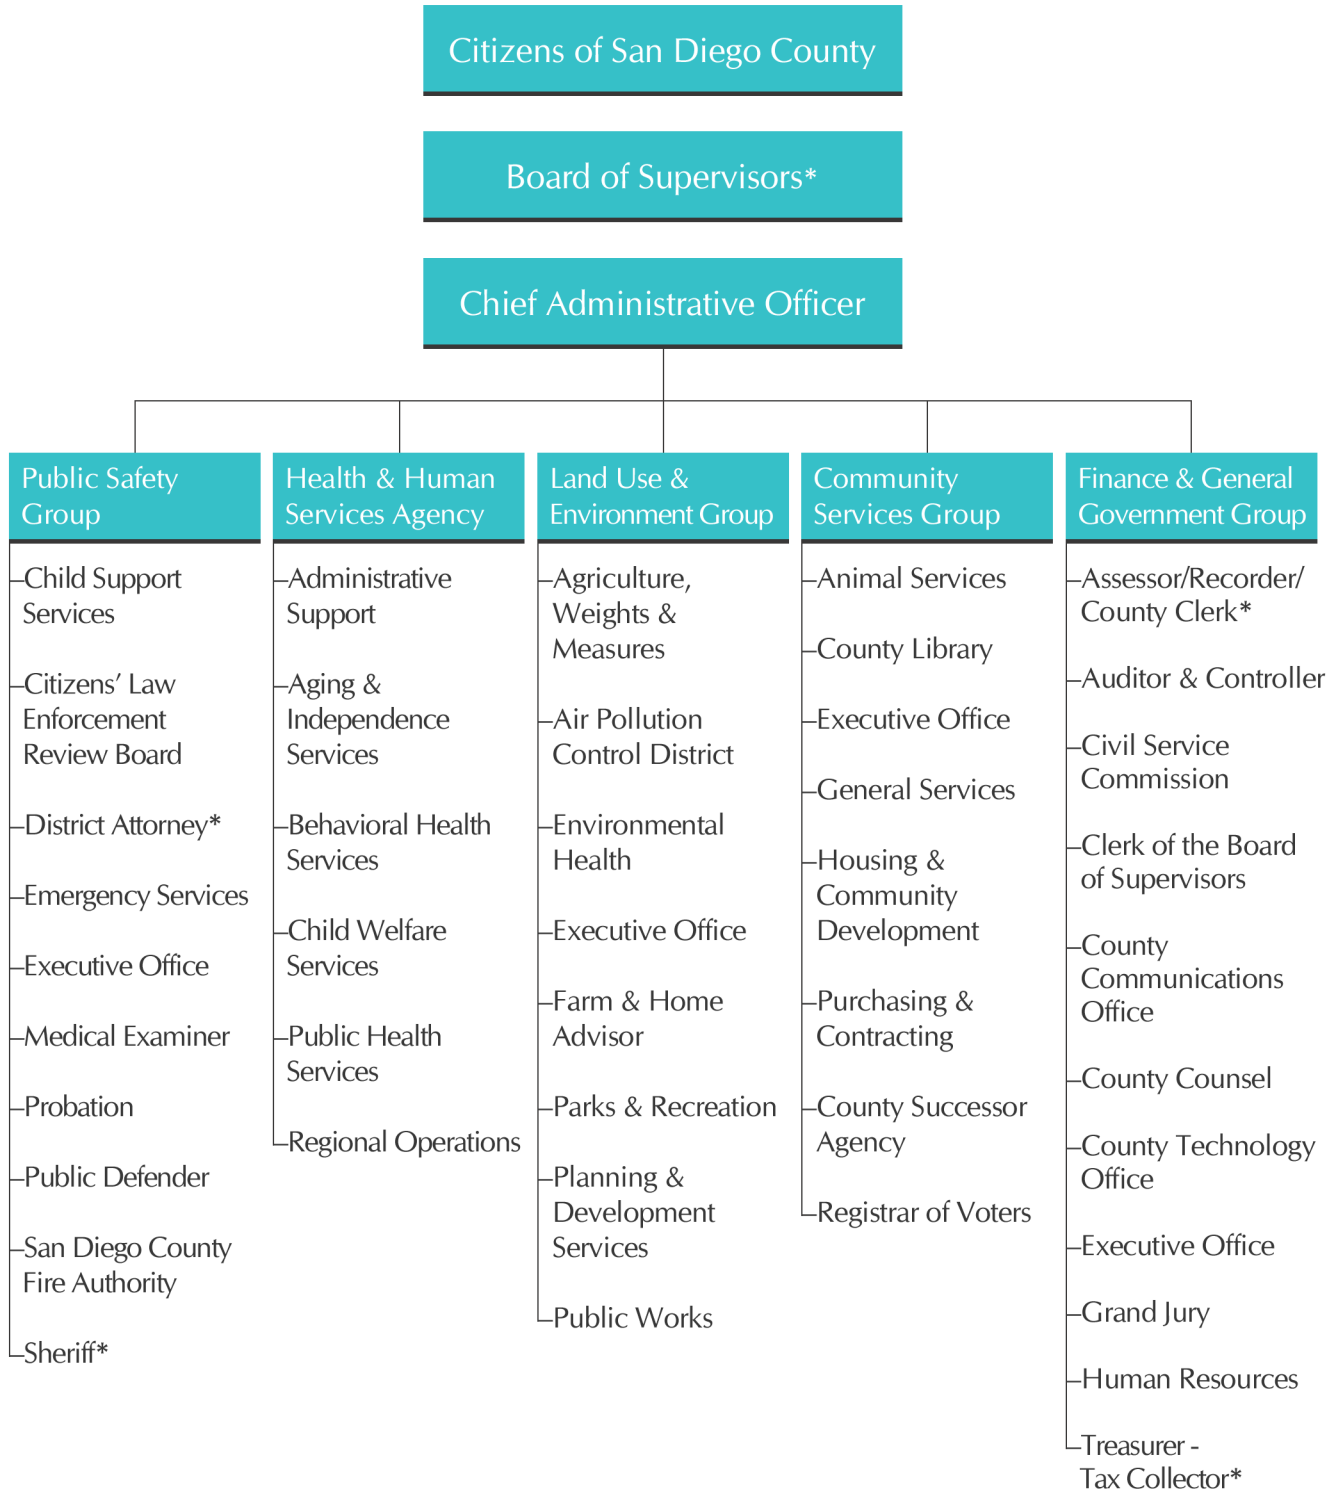 Citizens of San Diego County
Board of Supervisors*
Chief Administrative Officer
Public Safety
Group
Child Support
Services
Citizens’ Law
Enforcement
Review Board
District Attorney*
Emergency Services
Executive Office
Medical Examiner
Probation
Public Defender
San Diego County
Fire Authority
Sheriff*
Health & Human
Services Agency
Administrative
Support
Aging &
Independence
Services
Behavioral Health
Services
Child Welfare
Services
Public Health
Services
Regional Operations
Land Use &
Environment Group
Agriculture,
Weights &
Measures
Air Pollution
Control District
Environmental
Health
Executive Office
Farm & Home
Advisor
Parks & Recreation
Planning &
Development
Services
Public Works
Community
Services Group
Animal Services
County Library
Executive Office
General Services
Housing &
Community
Development
Purchasing &
Contracting
County Successor
Agency
Registrar of Voters
Finance & General
Government Group
Assessor/Recorder/
County Clerk*
Auditor & Controller
Civil Service
Commission
Clerk of the Board
of Supervisors
County
Communications
Office
County Counsel
County Technology
Office
Executive Office
Grand Jury
Human Resources
Treasurer -
Tax Collector*